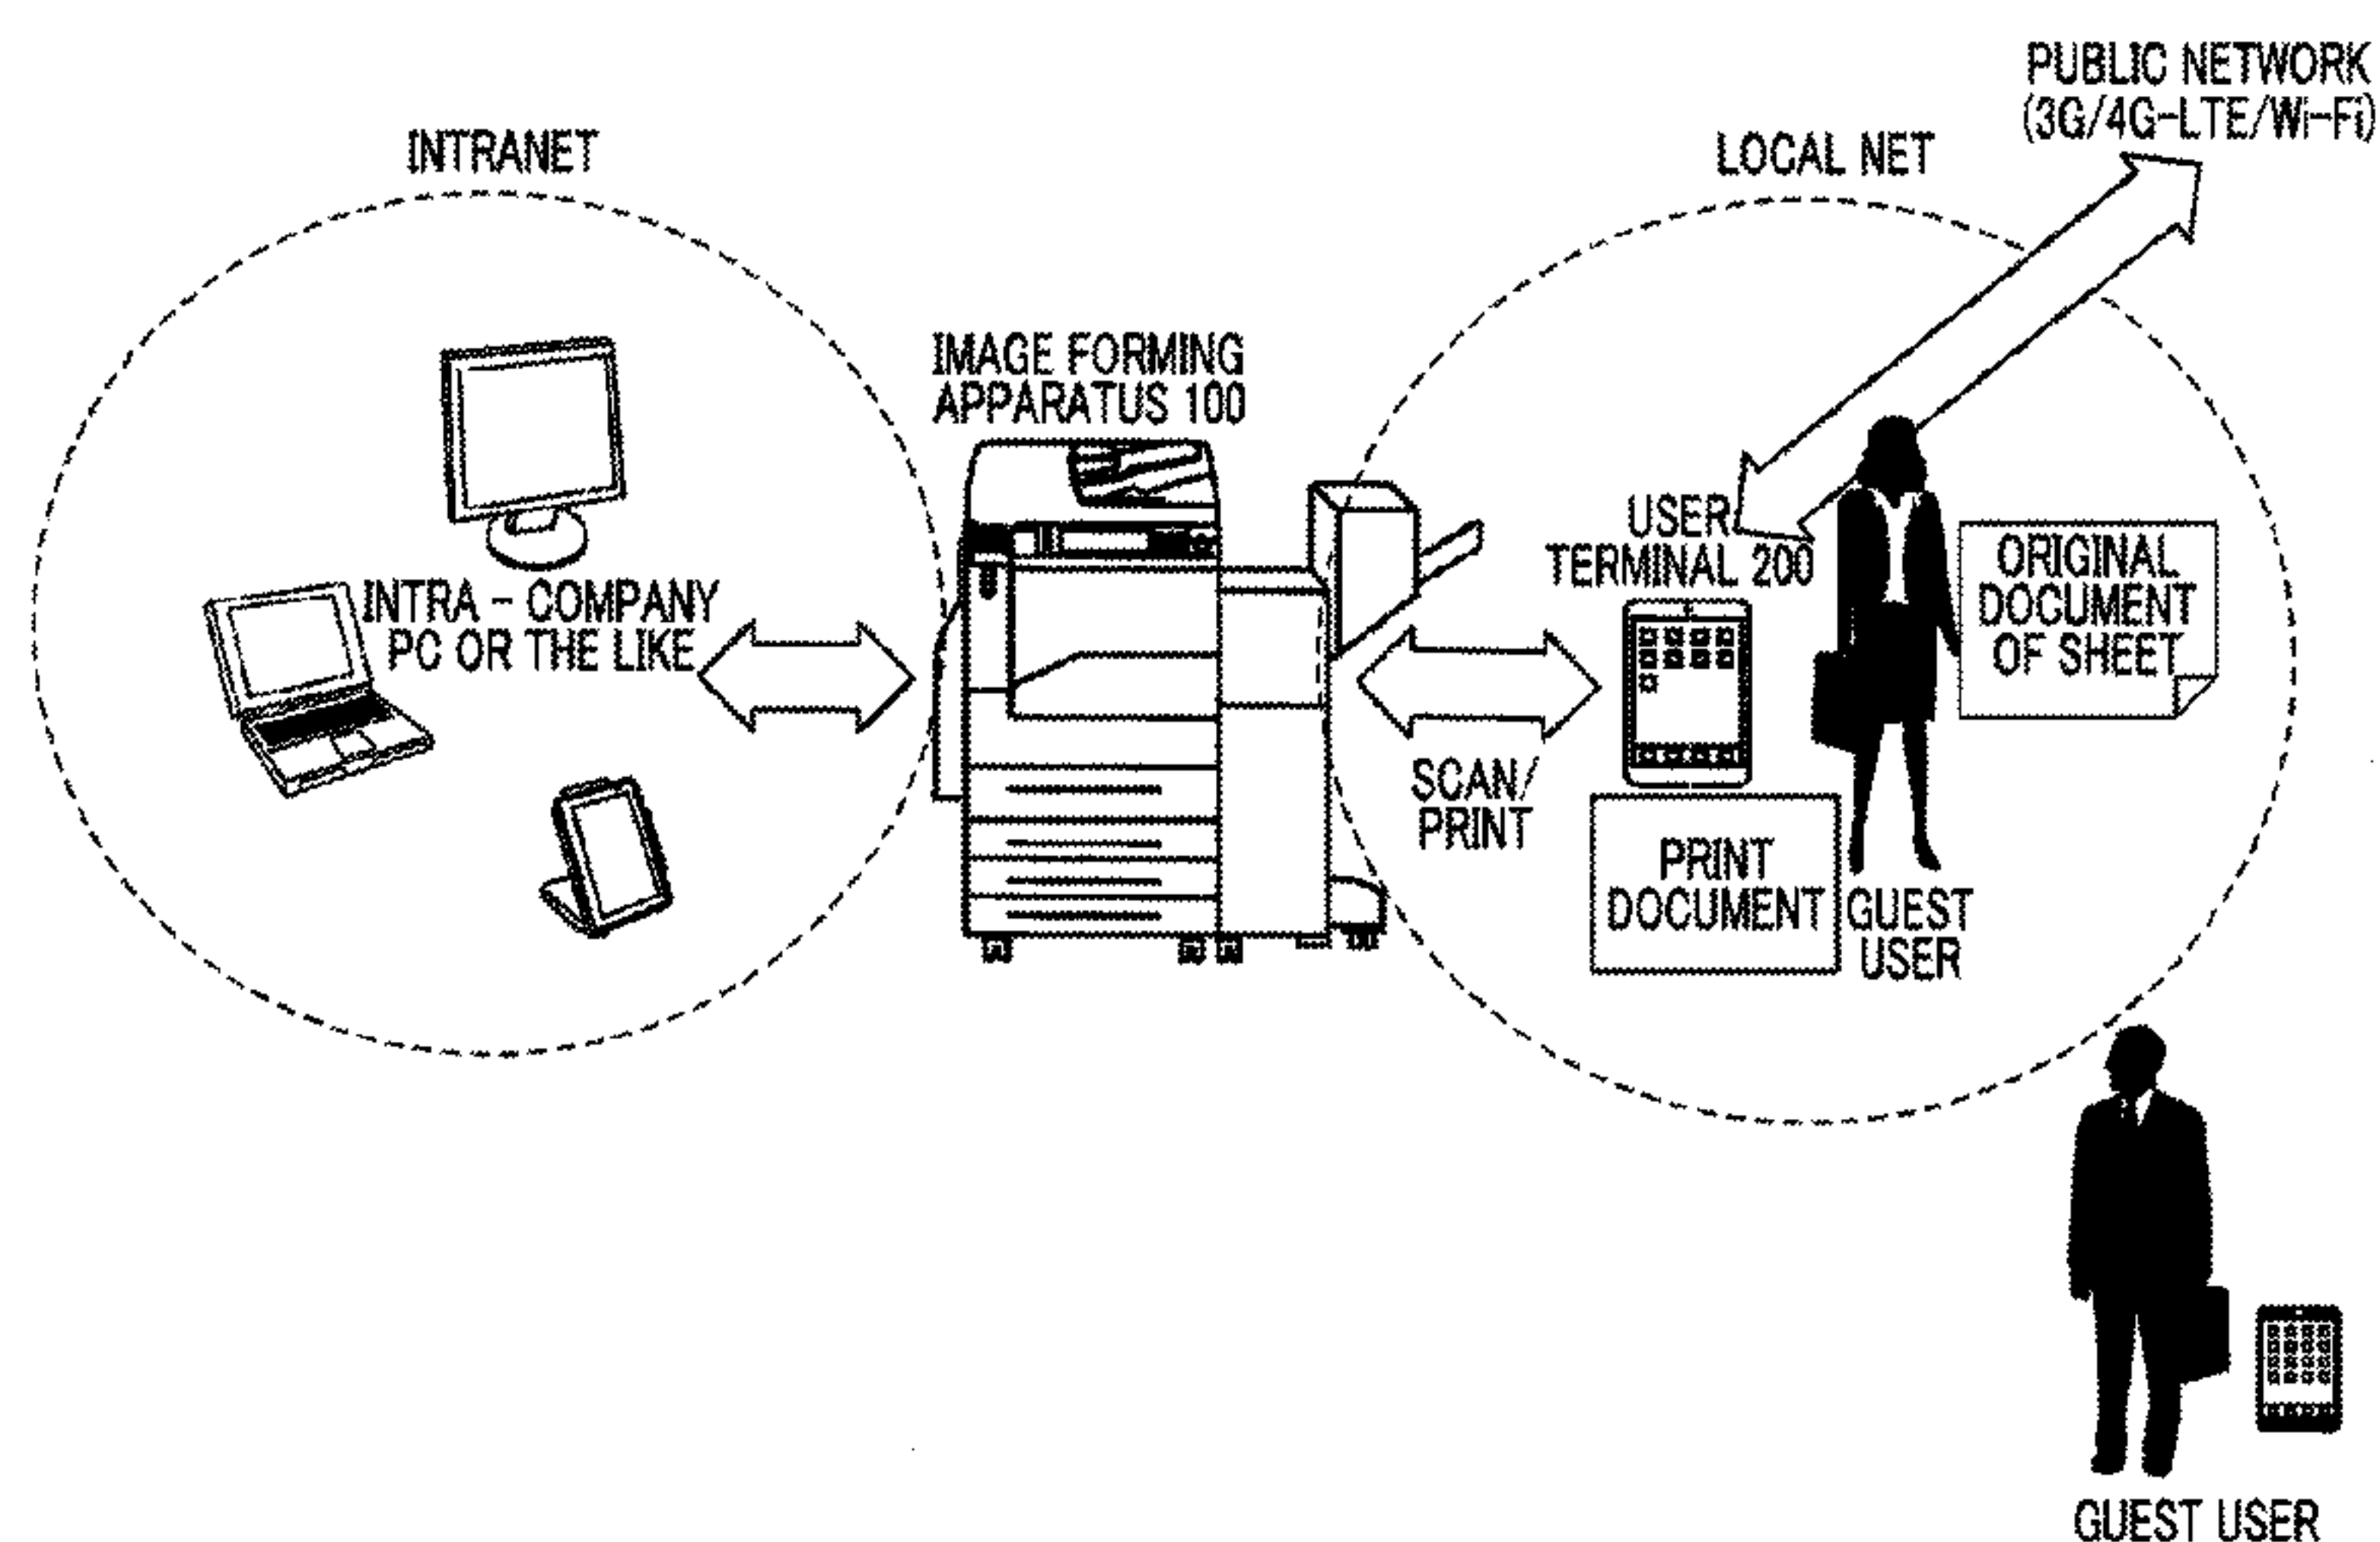 PUBLIC NETWORK
(3G/4G-LTE/Wi-Fi)
INTRANET
LOCAL NET
IMAGE FORMING
APPARATUS 100
USER
TERMINAL 200
ORIGINAL
DOCUMENT
OF SHEET
INTRA - COMPANY
PC OR THE LIKE
SCAN/
PRINT
PRINT
DOCUMENT
GUEST
USER
GUEST USER